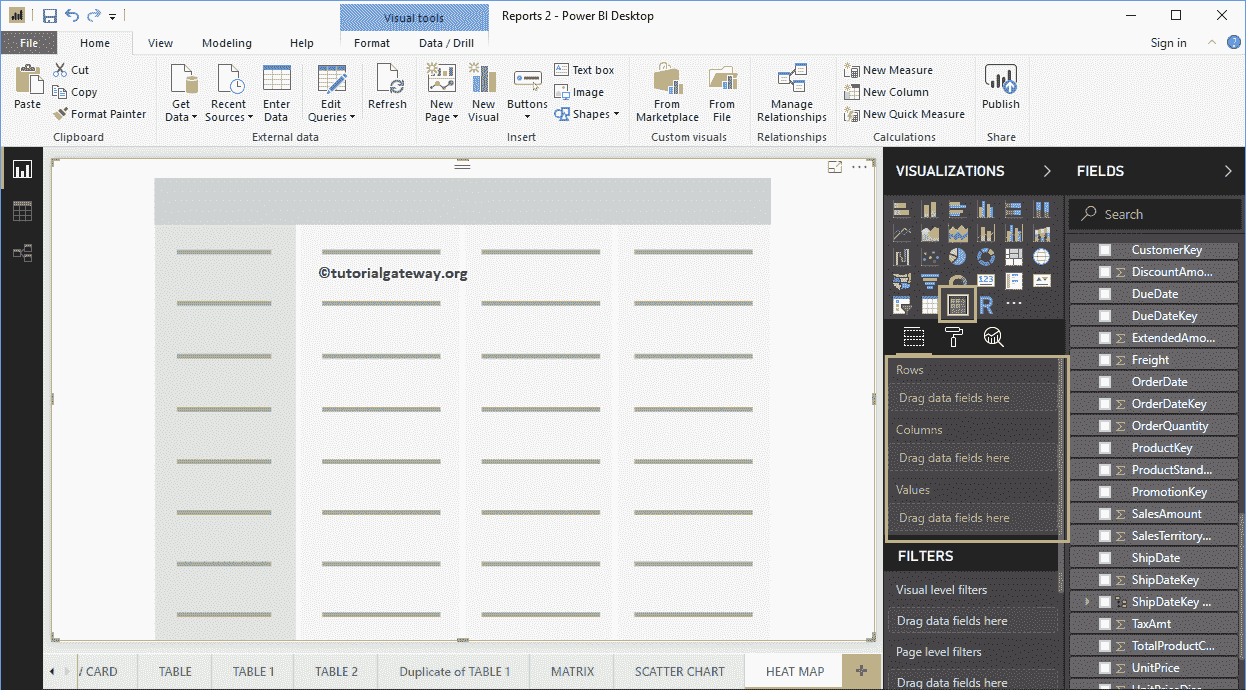 Visual tools
Reports 2 - Power BI Desktop
File
Home
View
Modeling
Help
Format
Data / Drill
Sign in
?
Paste
Cut
Copy
Format Painter
Clipboard
Get
Data
Recent
Sources
Enter
Data
Edit
Queries
External data
Refresh
New
Page
New
Visual
Buttons
Text box
Image
Shapes
Insert
From
Marketplace
From
File
Custom visuals
Manage
Relationships
Relationships
New Measure
New Column
New Quick Measure
Calculations
Publish
Share
©tutorialgateway.org
VISUALIZATIONS
123
R
Rows
Drag data fields here
Columns
Drag data fields here
Values
Drag data fields here
FILTERS
Visual level filters
Drag data fields here
Page level filters
Drag data fields here
FIELDS
Search
CustomerKey
DiscountAmo...
DueDate
DueDateKey
ExtendedAmo...
Freight
OrderDate
OrderDateKey
OrderQuantity
ProductKey
ProductStand...
PromotionKey
SalesAmount
SalesTerritory...
ShipDate
ShipDateKey
ShipDateKey ...
TaxAmt
TotalProductC...
UnitPrice
CARD
TABLE
TABLE 1
TABLE 2
Duplicate of TABLE 1
MATRIX
SCATTER CHART
HEAT MAP